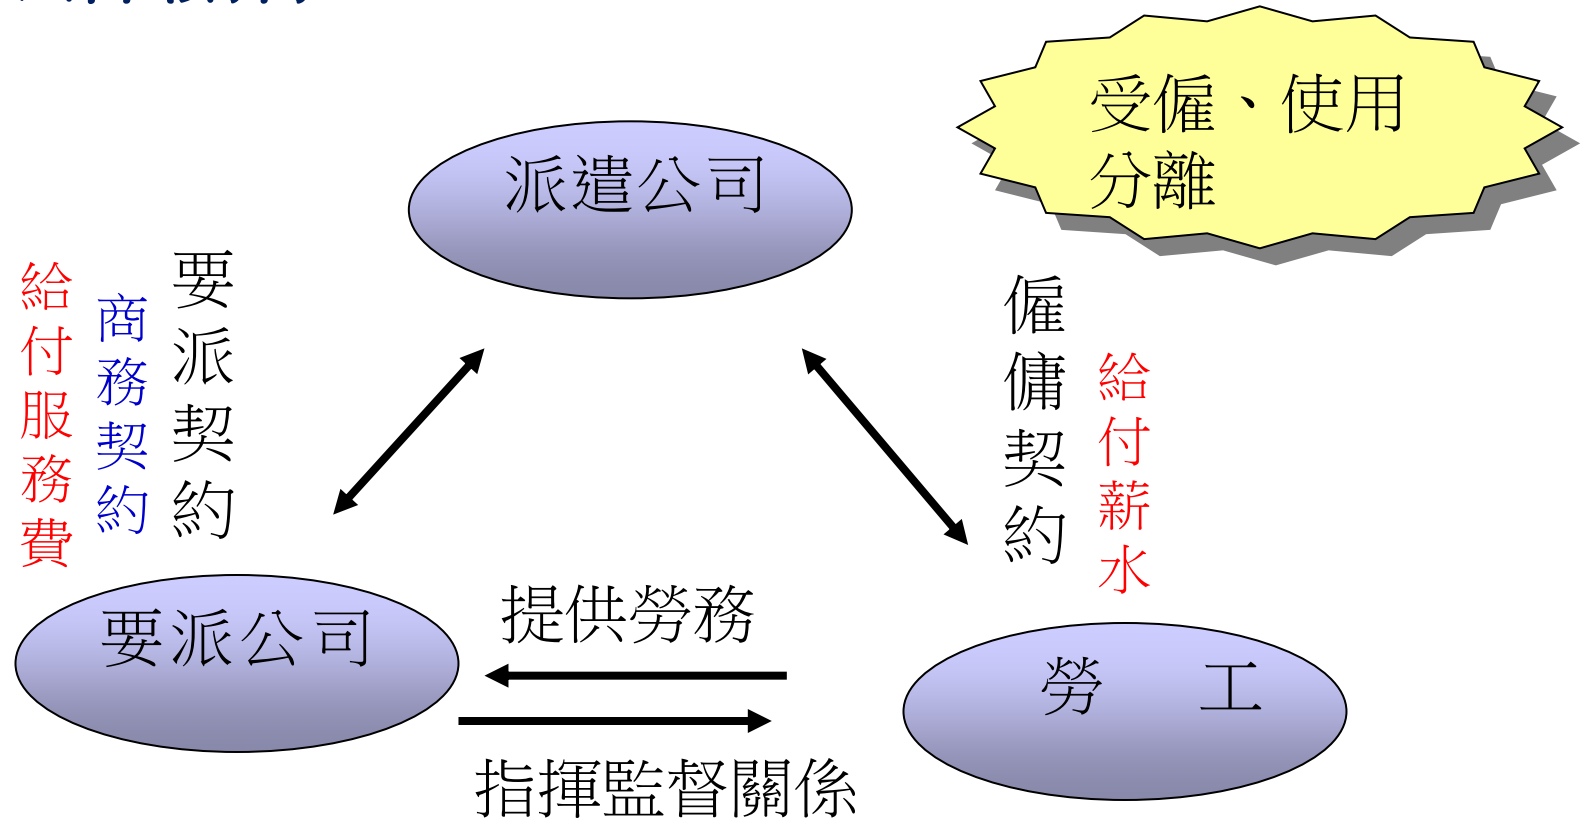 受僱、使用
分離
派遣公司
給付服務費
商務契約
要派契約
僱傭契約
給付薪水
要派公司
提供勞務
勞 工
指揮監督關係